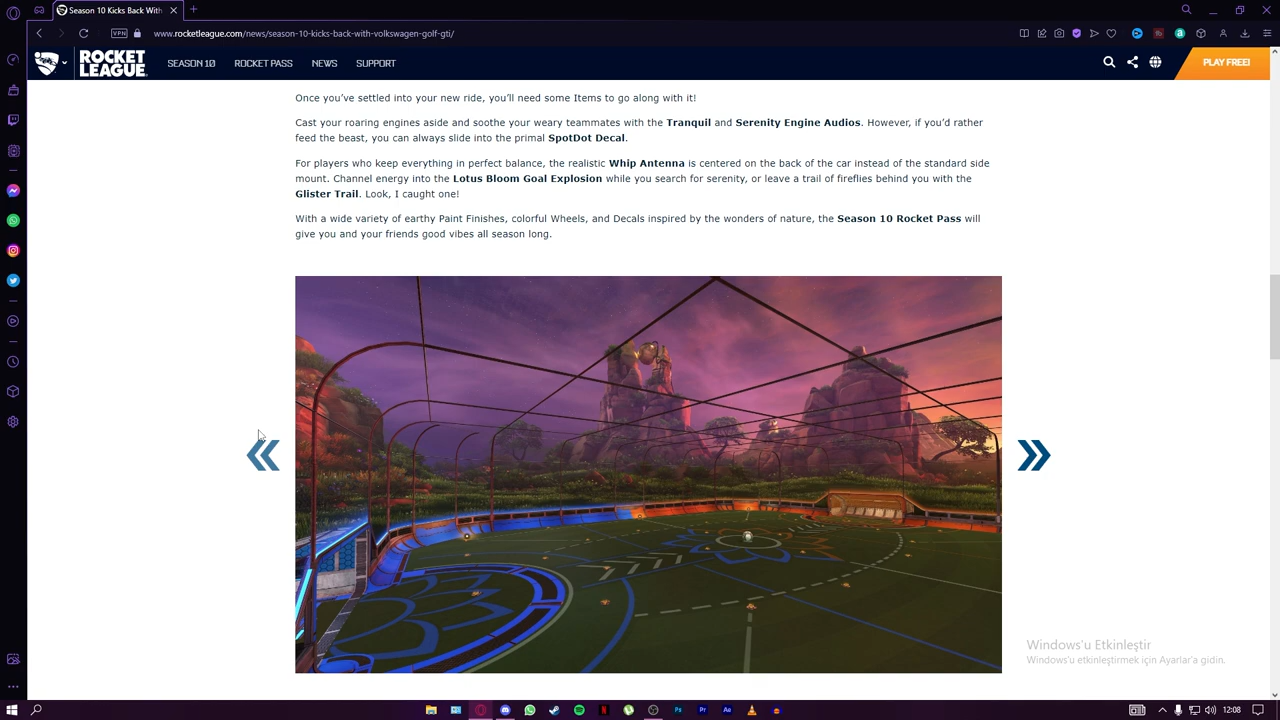 Season 10 Kicks Back With
VPN
www.rocketleague.com/news/season-10-kicks-back-with-volkswagen-golf-gti/
ROCKET
LEAGUE
SEASON 10
ROCKET PASS
NEWS
SUPPORT
PLAY FREE!
Once you've settled into your new ride, you'll need some Items to go along with it!
Cast your roaring engines aside and soothe your weary teammates with the Tranquil and Serenity Engine Audios. However, if you'd rather
feed the beast, you can always slide into the primal SpotDot Decal.
For players who keep everything in perfect balance, the realistic Whip Antenna is centered on the back of the car instead of the standard side
mount. Channel energy into the Lotus Bloom Goal Explosion while you search for serenity, or leave a trail of fireflies behind you with the
Glister Trail. Look, I caught one!
With a wide variety of earthy Paint Finishes, colorful Wheels, and Decals inspired by the wonders of nature, the Season 10 Rocket Pass will
give you and your friends good vibes all season long.
Windows'u Etkinleştir
Windows'u etkinleştirmek için Ayarlar'a gidin.
12:08